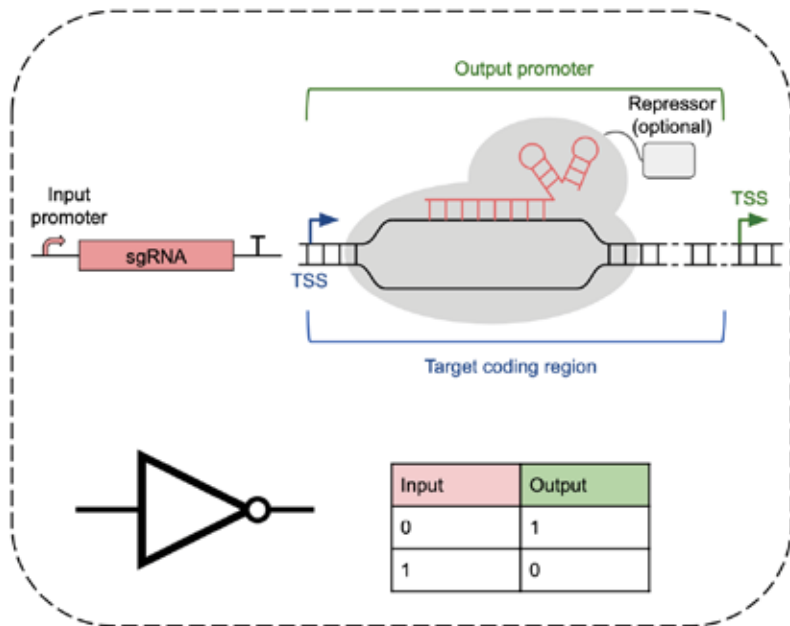 Output promoter
Repressor
(optional)
Input
promoter
sgRNA
TSS
TSS
Target coding region
Input Output
0 1
1 0